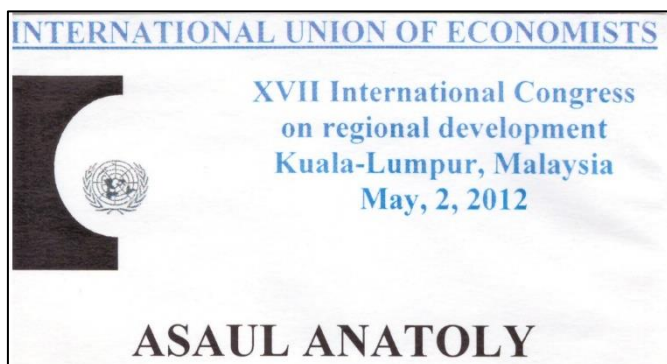 INTERNATIONAL UNION OF ECONOMISTS
XVII International Congress
on regional development
Kuala-Lumpur, Malaysia
May, 2, 2012
ASAUL ANATOLY